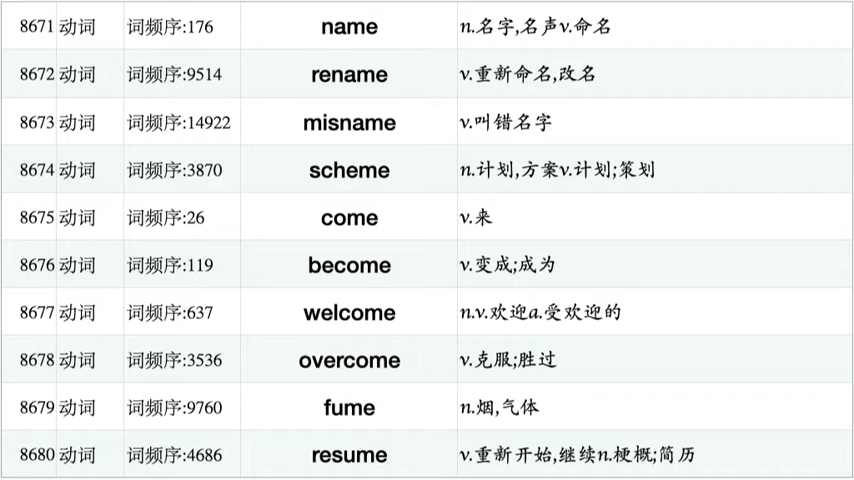 8671 动词 词频序:176 name n.名字,名声v.命名
8672 动词 词频序:9514 rename v.重新命名,改名
8673 动词 词频序:14922 misname v.叫错名字
8674 动词 词频序:3870 scheme n.计划,方案v.计划;策划
8675 动词 词频序:26 come v.来
8676 动词 词频序:119 become v.变成;成为
8677 动词 词频序:637 welcome n.v.欢迎a.受欢迎的
8678 动词 词频序:3536 overcome v.克服;胜过
8679 动词 词频序:9760 fume n.烟,气体
8680 动词 词频序:4686 resume v.重新开始,继续n.梗概;简历